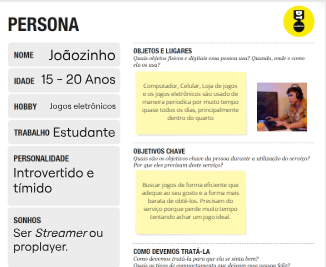 PERSONA
NOME Joãozinho
IDADE 15 - 20 Anos
HOBBY Jogos eletrônicos
TRABALHO Estudante
PERSONALIDADE
Introvertido e
tímido
SONHOS
Ser Streamer ou
proplayer.
OBJETOS E LUGARES
Quais objetos físicos e digitais essa pessoa usa? Quando, onde e como
ela os usa?
Computador, Celular, Loja de jogos
e os jogos eletrônicos são usado de
maneira periodica por muito tempo
quase todos os dias, principalmente
dentro do quarto
OBJETIVOS CHAVE
Quais são os objetivos chave da pessoa durante a utilização do serviço?
Por que eles precisam deste serviço?
Buscar jogos de forma eficiente que
adeque ao seu gosto e a forma mais
barata de obtê-los. Precisam do
serviço porque perde muito tempo
tentando achar um jogo ideal.
COMO DEVEMOS TRATÁ-LA
Como devemos tratá-la para que ela se sinta bem?
Quais os tipos de comportamento que deixam essa pessoa feliz?